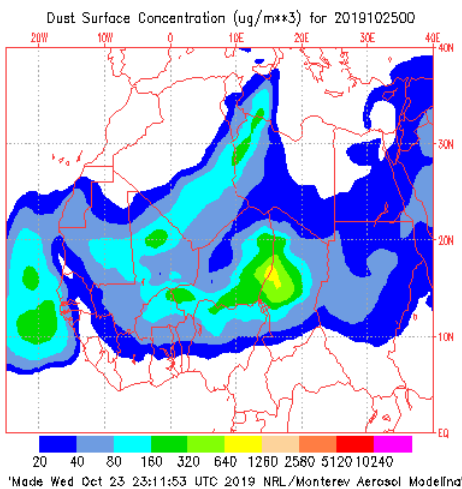 Dust Surface Concentration (ug/m**3) for 2019102500
20W 10W 0 10E 20E 30E 40E
40N
30N
20N
10N
EQ
20 40 80 160 320 640 1260 2580 5120 10240
'Made Wed Oct 23 23:11:53 UTC 2019 NRL/Monterey Aerosol Modeling'